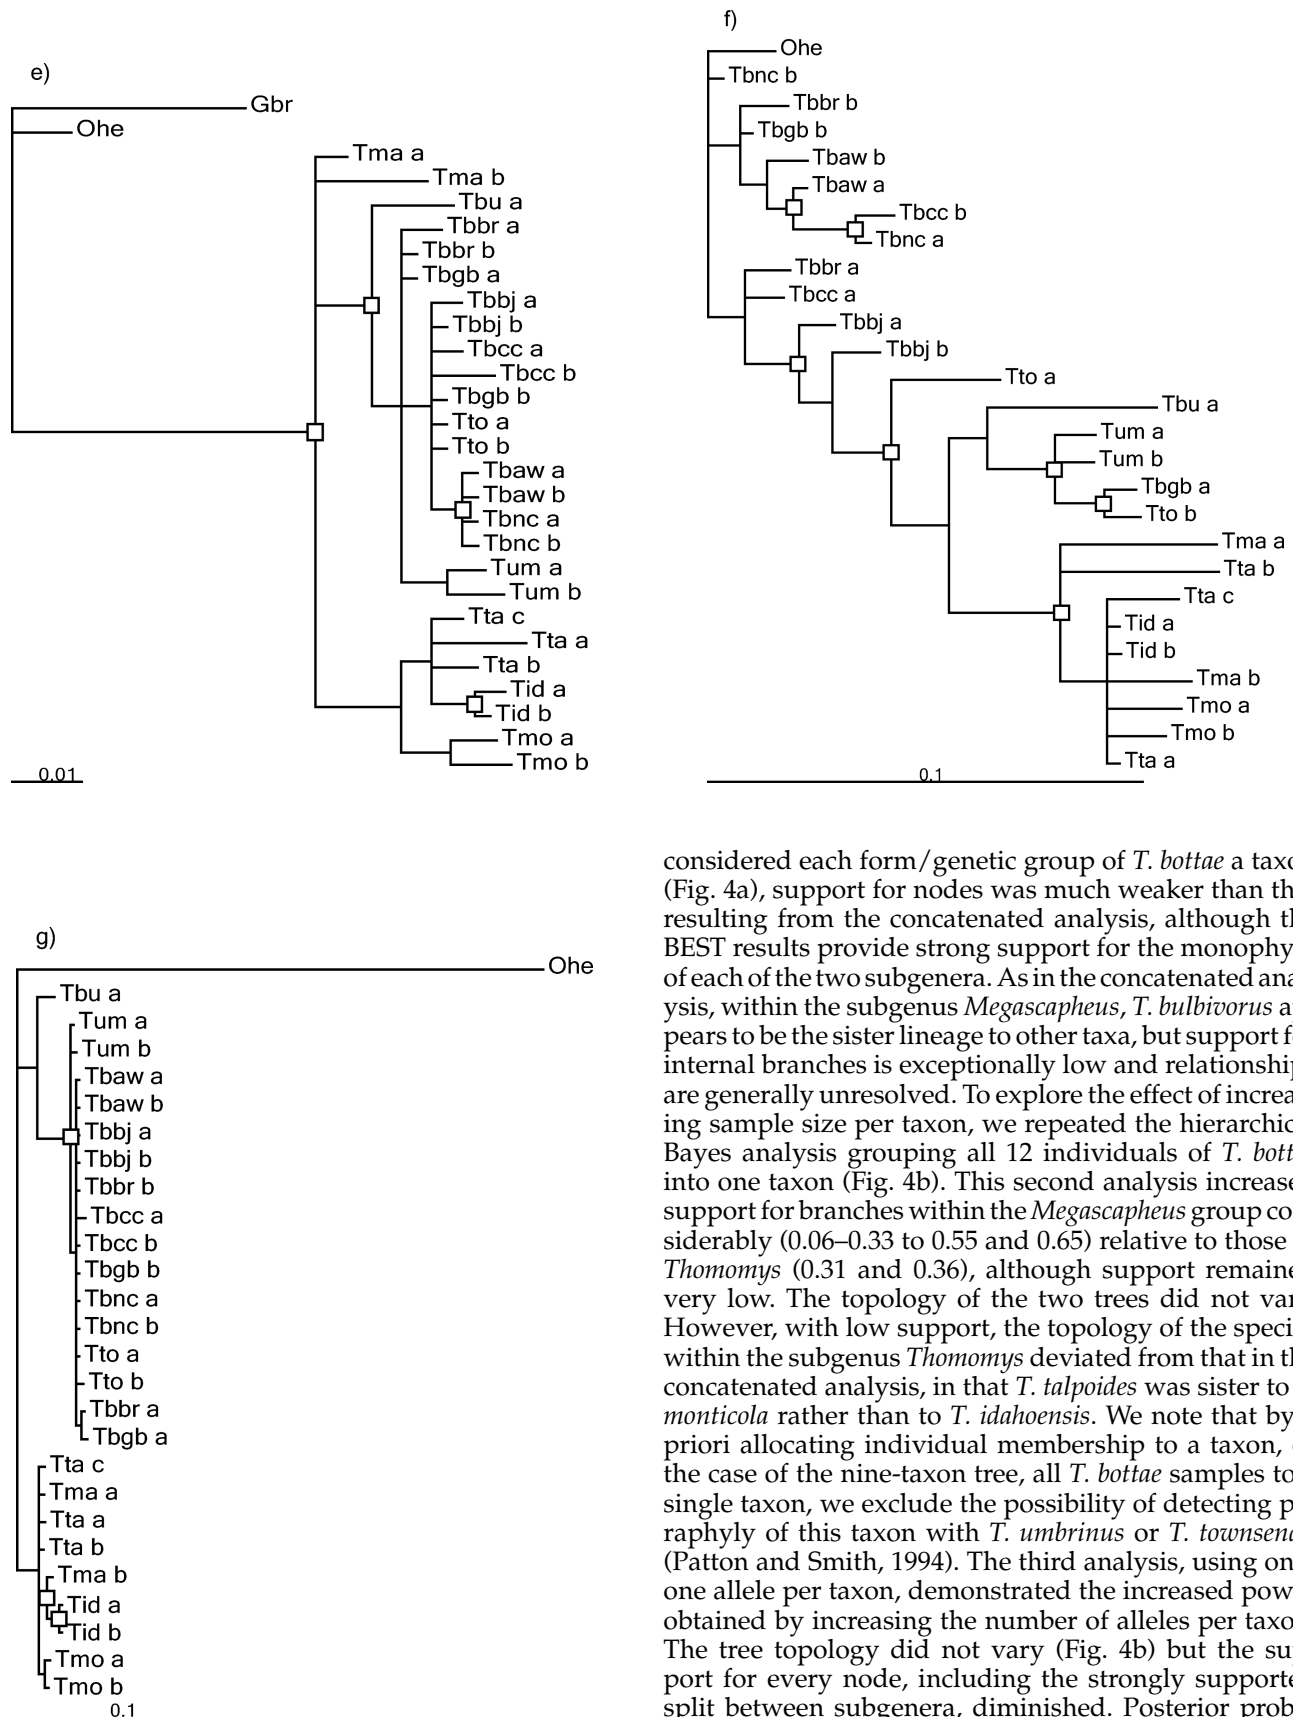 e)
Gbr
Ohe
Tma a
Tma b
Tbu a
Tbbr a
Tbbr b
Tbgb a
Tbbj a
Tbbj b
Tbcc a
Tbcc b
Tbgb b
Tto a
Tto b
Tbaw a
Tbaw b
Tbnc a
Tbnc b
Tum a
Tum b
Tta c
Tta a
Tta b
Tid a
Tid b
Tmo a
Tmo b
0.01
f)
Ohe
Tbnc b
Tbbr b
Tbgb b
Tbaw b
Tbaw a
Tbcc b
Tbnc a
Tbbr a
Tbcc a
Tbbj a
Tbbj b
Tto a
Tbu a
Tum a
Tum b
Tbgb a
Tto b
Tma a
Tta b
Tta c
Tid a
Tid b
Tma b
Tmo a
Tmo b
Tta a
0.1
g)
Ohe
Tbu a
Tum a
Tum b
Tbaw a
Tbaw b
Tbbj a
Tbbj b
Tbbr b
Tbcc a
Tbcc b
Tbgb b
Tbnc a
Tbnc b
Tto a
Tto b
Tbbr a
Tbgb a
Tta c
Tma a
Tta a
Tta b
Tma b
Tid a
Tid b
Tmo a
Tmo b
0.1
considered each form/genetic group of T. bottae a taxo
(Fig. 4a), support for nodes was much weaker than th
resulting from the concatenated analysis, although th
BEST results provide strong support for the monophy
of each of the two subgenera. As in the concatenated ana
ysis, within the subgenus Megascapheus, T. bulbivorus a
pears to be the sister lineage to other taxa, but support f
internal branches is exceptionally low and relationship
are generally unresolved. To explore the effect of increa
ing sample size per taxon, we repeated the hierarchic
Bayes analysis grouping all 12 individuals of T. bott
into one taxon (Fig. 4b). This second analysis increase
support for branches within the Megascapheus group co
siderably (0.06–0.33 to 0.55 and 0.65) relative to those
Thomomys (0.31 and 0.36), although support remaine
very low. The topology of the two trees did not var
However, with low support, the topology of the speci
within the subgenus Thomomys deviated from that in th
concatenated analysis, in that T. talpoides was sister to
monticola rather than to T. idahoensis. We note that by
priori allocating individual membership to a taxon,
the case of the nine-taxon tree, all T. bottae samples to
single taxon, we exclude the possibility of detecting p
raphyly of this taxon with T. umbrinus or T. townsend
(Patton and Smith, 1994). The third analysis, using on
one allele per taxon, demonstrated the increased pow
obtained by increasing the number of alleles per taxo
The tree topology did not vary (Fig. 4b) but the su
port for every node, including the strongly supporte
split between subgenera, diminished. Posterior prob